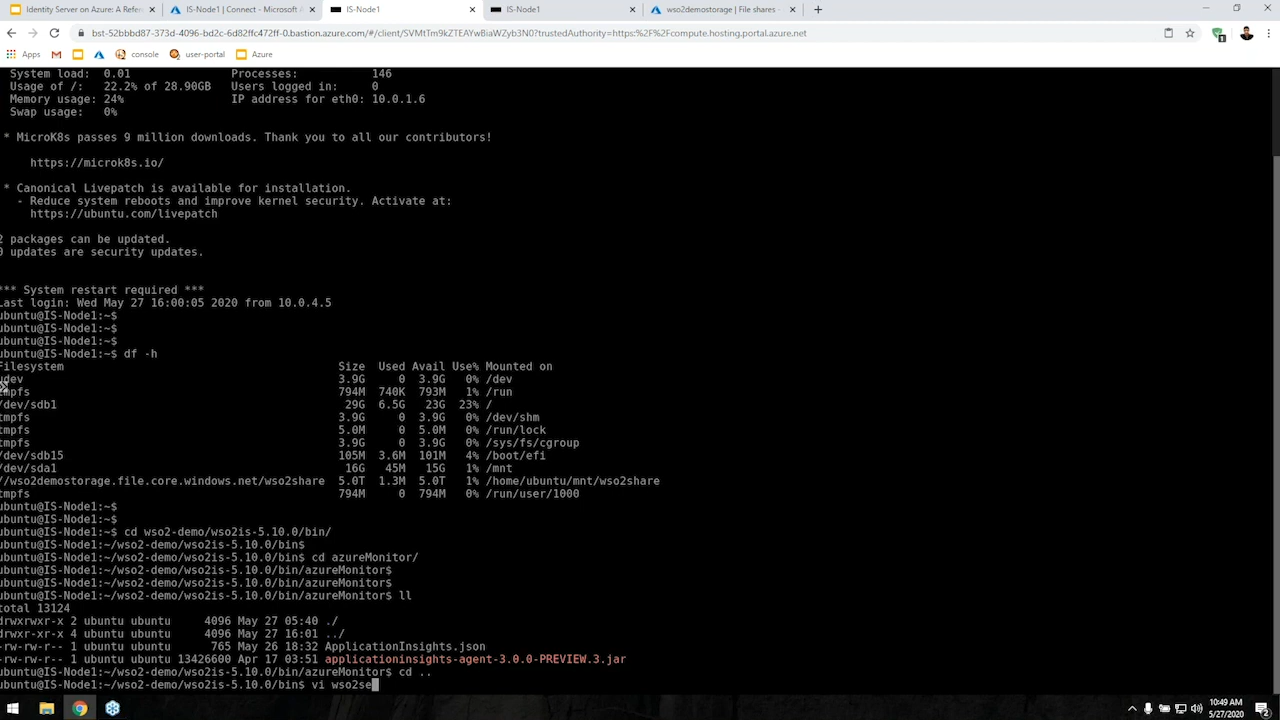 Identity Server on Azure: A Refer
IS-Node1 | Connect - Microsoft A
IS-Node1
IS-Node1
wso2demostorage | File shares -
bst-52bbbd87-373d-4096-bd2c-6d82ffc472ff-0.bastion.azure.com/#/client/SVMtTm9kZTEAYwBiaWZyb3N0?trustedAuthority=https:%2F%2Fcompute.hosting.portal.azure.net
Apps
console
user-portal
Azure
System load: 0.01 Processes: 146
Usage of /: 22.2% of 28.90GB Users logged in: 0
Memory usage: 24% IP address for eth0: 10.0.1.6
Swap usage: 0%
* MicroK8s passes 9 million downloads. Thank you to all our contributors!
https://microk8s.io/
* Canonical Livepatch is available for installation.
- Reduce system reboots and improve kernel security. Activate at:
https://ubuntu.com/livepatch
2 packages can be updated.
0 updates are security updates.
*** System restart required ***
Last login: Wed May 27 16:00:05 2020 from 10.0.4.5
ubuntu@IS-Node1:~$
ubuntu@IS-Node1:~$
ubuntu@IS-Node1:~$
ubuntu@IS-Node1:~$ df -h
Filesystem Size Used Avail Use% Mounted on
udev 3.9G 0 3.9G 0% /dev
tmpfs 794M 740K 793M 1% /run
/dev/sdb1 29G 6.5G 23G 23% /
tmpfs 3.9G 0 3.9G 0% /dev/shm
tmpfs 5.0M 0 5.0M 0% /run/lock
tmpfs 3.9G 0 3.9G 0% /sys/fs/cgroup
/dev/sdb15 105M 3.6M 101M 4% /boot/efi
/dev/sda1 16G 45M 15G 1% /mnt
//wso2demostorage.file.core.windows.net/wso2share 5.0T 1.3M 5.0T 1% /home/ubuntu/mnt/wso2share
tmpfs 794M 0 794M 0% /run/user/1000
ubuntu@IS-Node1:~$
ubuntu@IS-Node1:~$
ubuntu@IS-Node1:~$ cd wso2-demo/wso2is-5.10.0/bin/
ubuntu@IS-Node1:~/wso2-demo/wso2is-5.10.0/bin$
ubuntu@IS-Node1:~/wso2-demo/wso2is-5.10.0/bin$ cd azureMonitor/
ubuntu@IS-Node1:~/wso2-demo/wso2is-5.10.0/bin/azureMonitor$
ubuntu@IS-Node1:~/wso2-demo/wso2is-5.10.0/bin/azureMonitor$
ubuntu@IS-Node1:~/wso2-demo/wso2is-5.10.0/bin/azureMonitor$ ll
total 13124
drwxrwxr-x 2 ubuntu ubuntu 4096 May 27 05:40 ./
drwxr-xr-x 4 ubuntu ubuntu 4096 May 27 16:01 ../
-rw-rw-r-- 1 ubuntu ubuntu 765 May 26 18:32 ApplicationInsights.json
-rw-rw-r-- 1 ubuntu ubuntu 13426600 Apr 17 03:51 applicationinsights-agent-3.0.0-PREVIEW.3.jar
ubuntu@IS-Node1:~/wso2-demo/wso2is-5.10.0/bin/azureMonitor$ cd ..
ubuntu@IS-Node1:~/wso2-demo/wso2is-5.10.0/bin$ vi wso2se
10:49 AM
5/27/2020